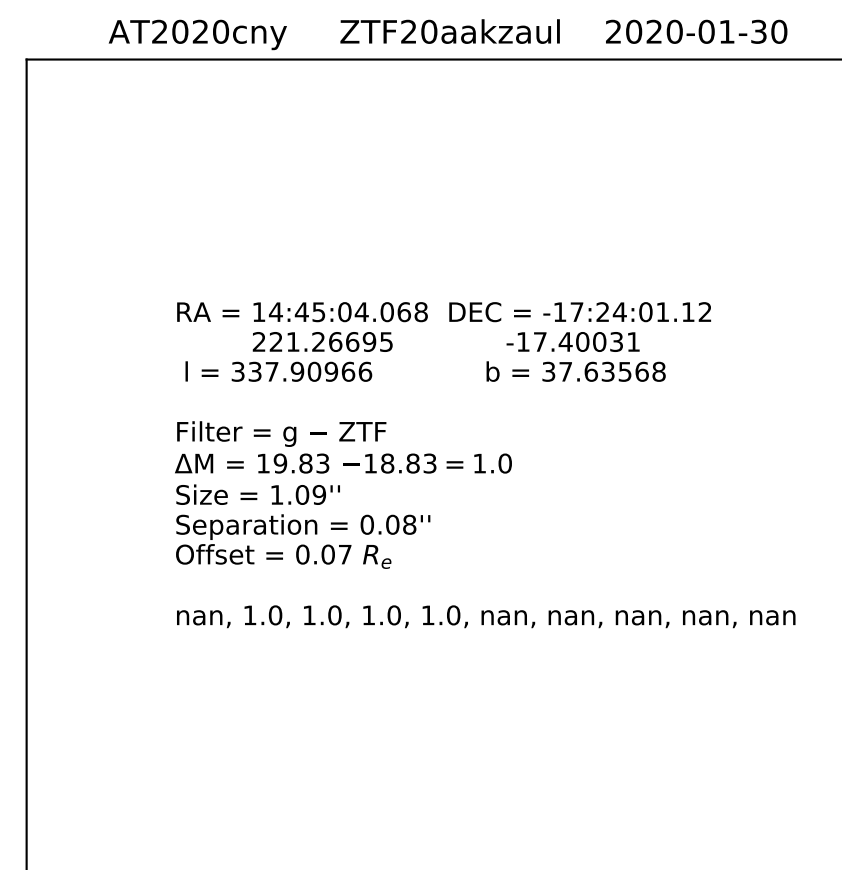 AT2020cny ZTF20aakzaul 2020-01-30
RA = 14:45:04.068 DEC = -17:24:01.12
221.26695 -17.40031
l = 337.90966 b = 37.63568
Filter = g − ZTF
ΔM = 19.83 −18.83 = 1.0
Size = 1.09''
Separation = 0.08''
Offset = 0.07 Re
nan, 1.0, 1.0, 1.0, 1.0, nan, nan, nan, nan, nan